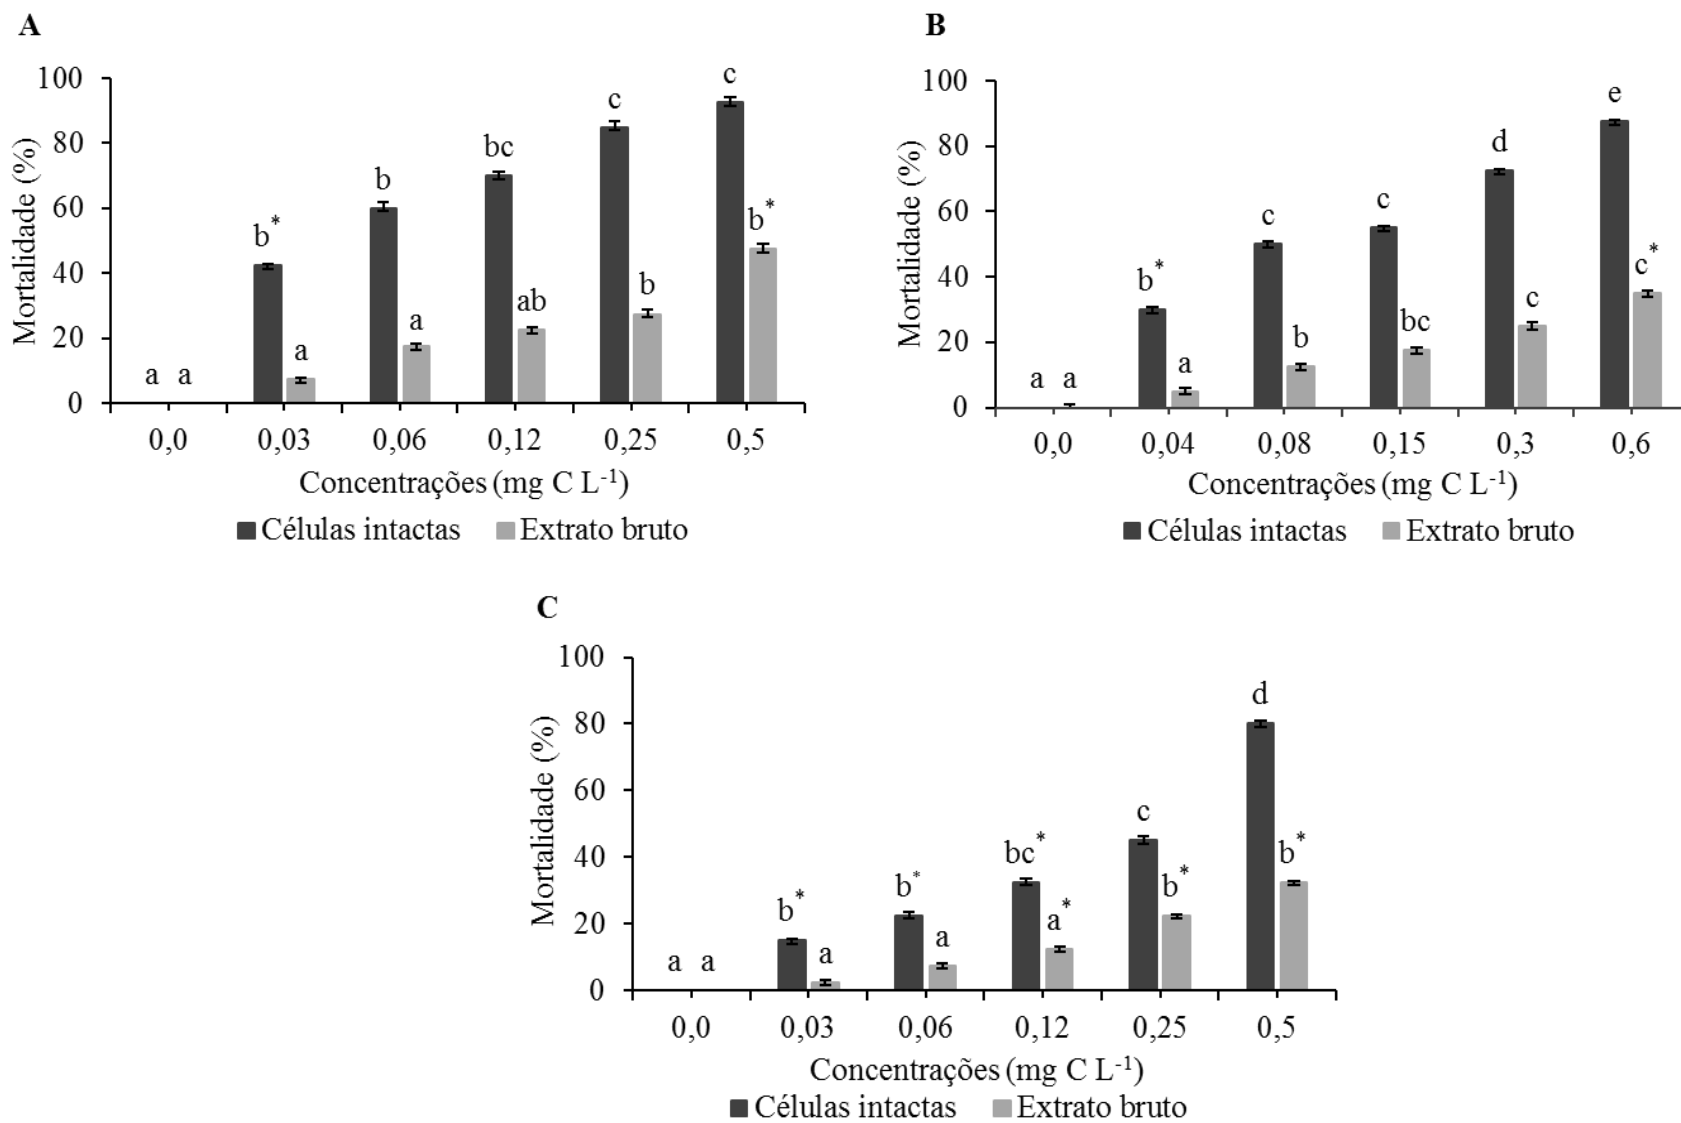 A
Mortalidade (%)
100
80
60
40
20
0
a a
b* a
b a
bc ab
c b
c b*
0,0 0,03 0,06 0,12 0,25 0,5
Concentrações (mg C L⁻¹)
Células intactas Extrato bruto
B
Mortalidade (%)
100
80
60
40
20
0
a a
b* a
c b
c bc
d c
e c*
0,0 0,04 0,08 0,15 0,3 0,6
Concentrações (mg C L⁻¹)
Células intactas Extrato bruto
C
Mortalidade (%)
100
80
60
40
20
0
a a
b* a
b* a
bc* a*
c b*
d b*
0,0 0,03 0,06 0,12 0,25 0,5
Concentrações (mg C L⁻¹)
Células intactas Extrato bruto